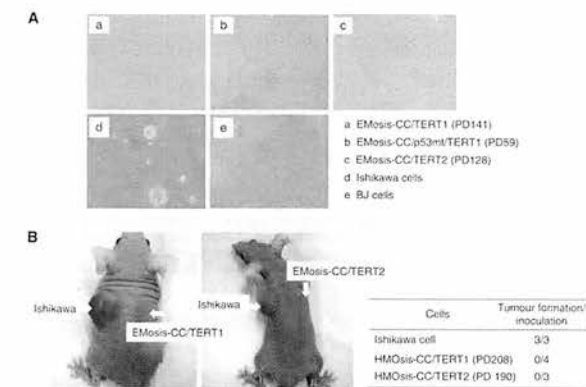 A
a
b
c
d
e
a EMosis-CC/TERT1 (PD141)
b EMosis-CC/p53mt/TERT1 (PD59)
c EMosis-CC/TERT2 (PD128)
d Ishikawa cells
e BJ cells
B
Ishikawa
EMosis-CC/TERT1
Ishikawa
EMosis-CC/TERT2
Cells Tumour formation/
inoculation
Ishikawa cell 3/3
HMOsis-CC/TERT1 (PD208) 0/4
HMOsis-CC/TERT2 (PD 190) 0/3